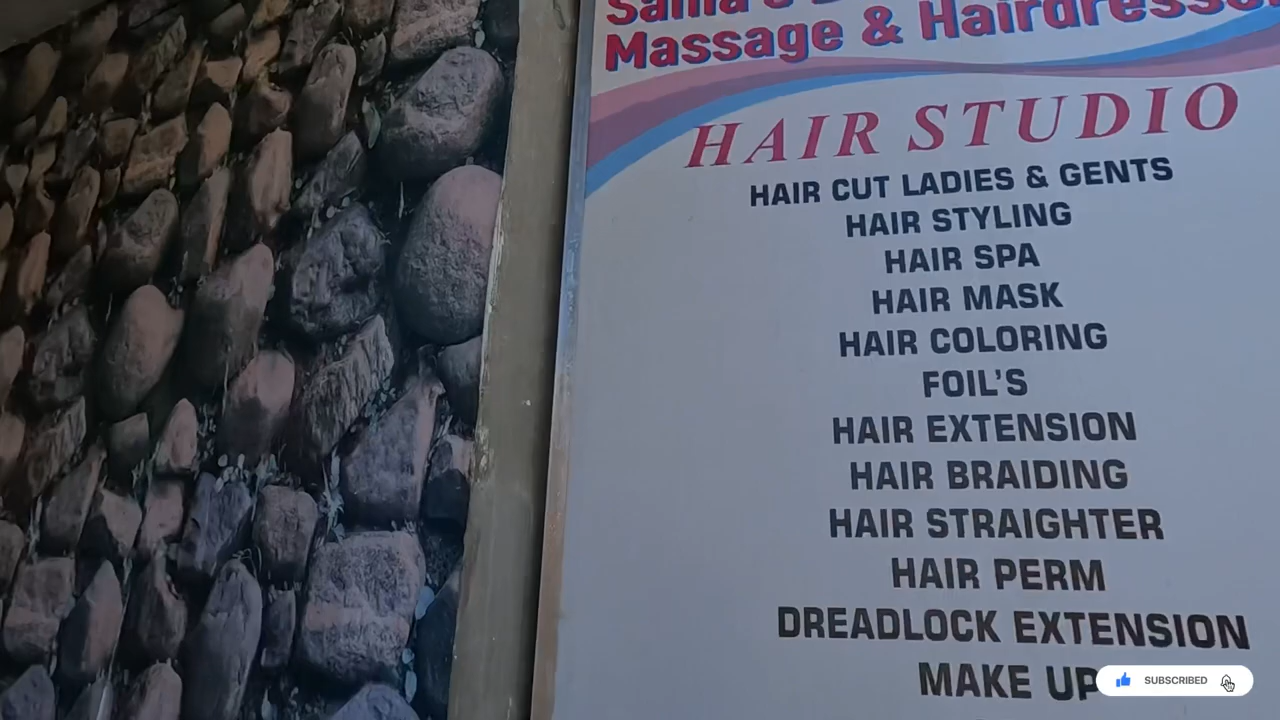 Massage & Hairdresser
HAIR STUDIO
HAIR CUT LADIES & GENTS
HAIR STYLING
HAIR SPA
HAIR MASK
HAIR COLORING
FOIL'S
HAIR EXTENSION
HAIR BRAIDING
HAIR STRAIGHTER
HAIR PERM
DREADLOCK EXTENSION
MAKE UP
SUBSCRIBED